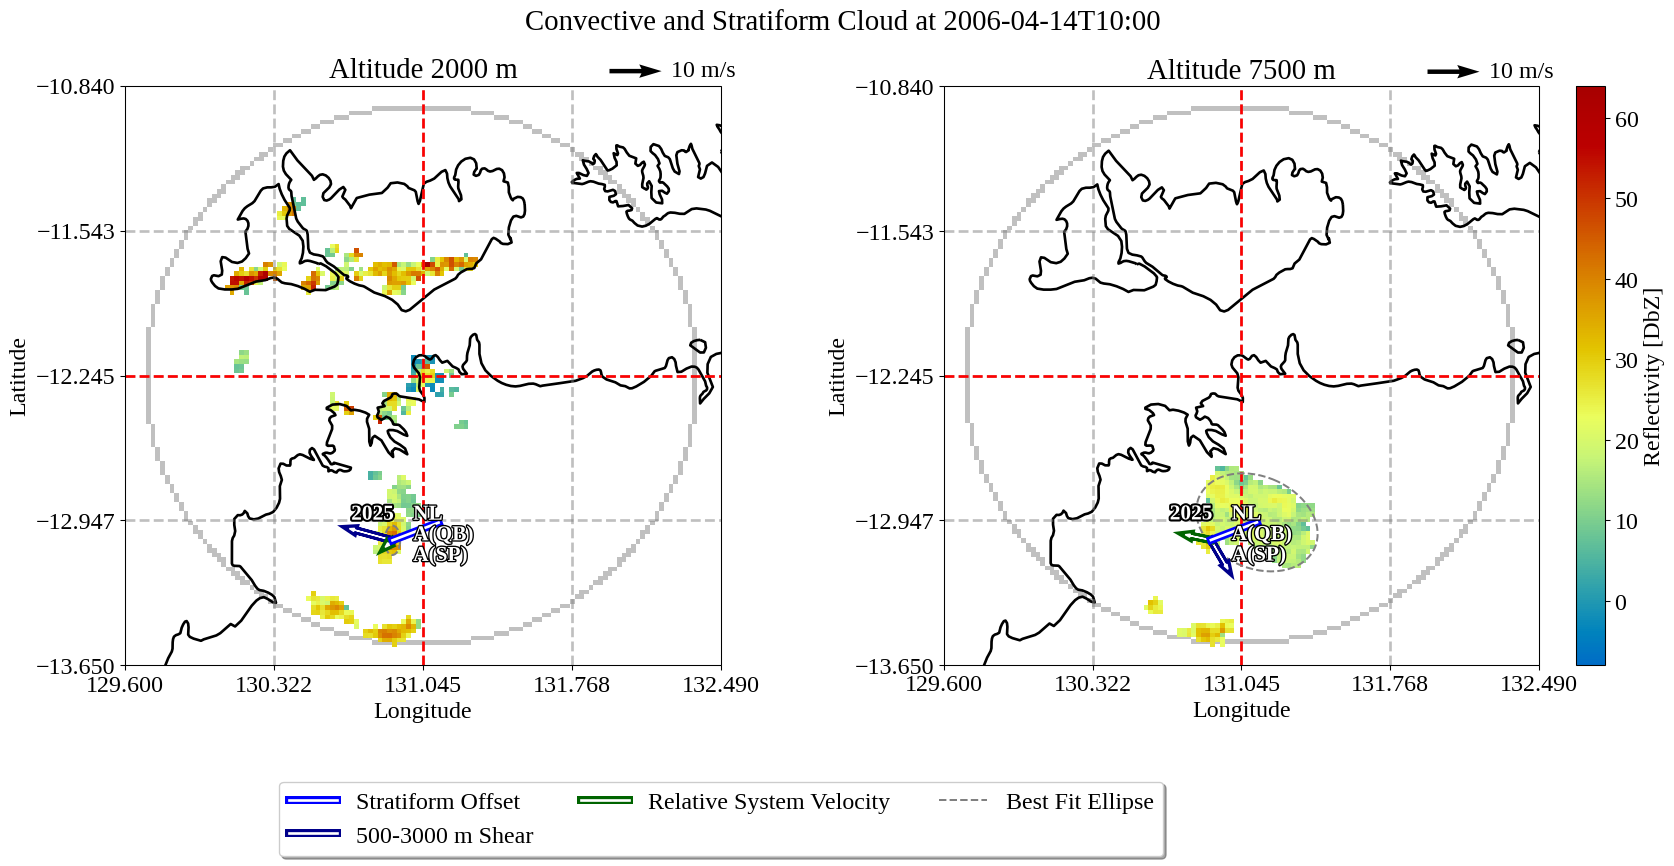 Convective and Stratiform Cloud at 2006-04-14T10:00
Altitude 2000 m
10 m/s
−10.840
−11.543
−12.245
−12.947
−13.650
Latitude
129.600
130.322
131.045
131.768
132.490
Longitude
2025
NL
A(QB)
A(SP)
Altitude 7500 m
10 m/s
−10.840
−11.543
−12.245
−12.947
−13.650
Latitude
129.600
130.322
131.045
131.768
132.490
Longitude
2025
NL
A(QB)
A(SP)
60
50
40
30
20
10
0
Reflectivity [DbZ]
Stratiform Offset
500-3000 m Shear
Relative System Velocity
Best Fit Ellipse